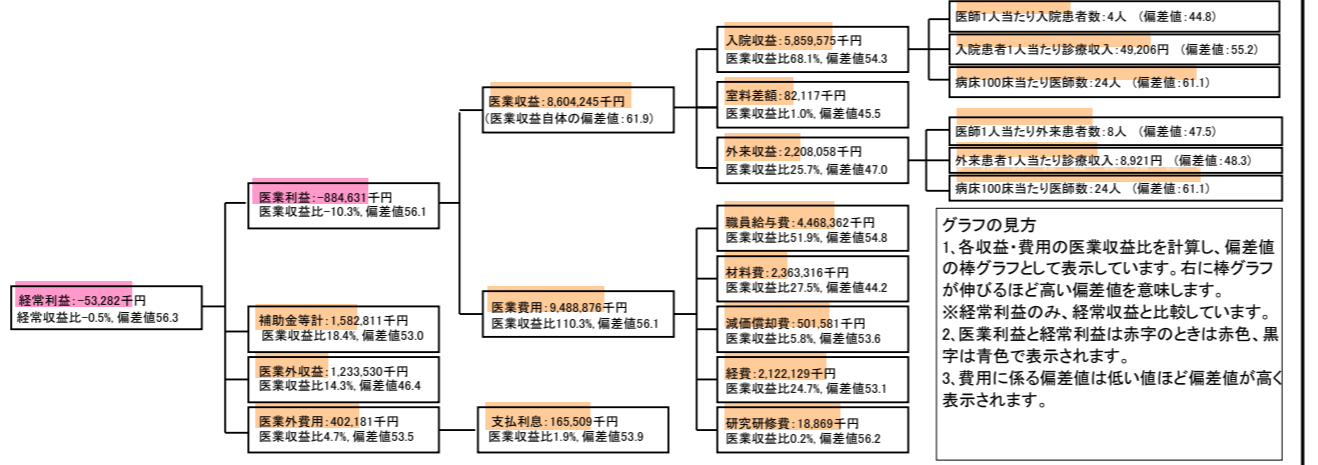 経常利益:-53,282千円
経常収支比-0.5%, 偏差値56.3
医業利益:-884,631千円
医業収益比-10.3%, 偏差値56.1
補助金等計:1,582,811千円
医業収益比18.4%, 偏差値53.0
医業外収益:1,233,530千円
医業収益比14.3%, 偏差値46.4
医業外費用:402,181千円
医業収益比4.7%, 偏差値53.5
医業収益:8,604,245千円
(医業収益自体の偏差値:61.9)
医業費用:9,488,876千円
医業収益比110.3%, 偏差値56.1
支払利息:165,509千円
医業収益比1.9%, 偏差値53.9
入院収益:5,859,575千円
医業収益比68.1%, 偏差値54.3
室料差額:82,117千円
医業収益比1.0%, 偏差値45.5
外来収益:2,208,058千円
医業収益比25.7%, 偏差値47.0
職員給与費:4,468,362千円
医業収益比51.9%, 偏差値54.8
材料費:2,363,316千円
医業収益比27.5%, 偏差値44.2
減価償却費:501,581千円
医業収益比5.8%, 偏差値53.6
経費:2,122,129千円
医業収益比24.7%, 偏差値53.1
研究研修費:18,869千円
医業収益比0.2%, 偏差値56.2
医師1人当たり入院患者数:4人 (偏差値:44.8)
入院患者1人当たり診療収入:49,206円 (偏差値:55.2)
病床100床当たり医師数:24人 (偏差値:61.1)
医師1人当たり外来患者数:8人 (偏差値:47.5)
外来患者1人当たり診療収入:8,921円 (偏差値:48.3)
病床100床当たり医師数:24人 (偏差値:61.1)
グラフの見方
1、各収益・費用の医業収益比を計算し、偏差値
の棒グラフとして表示しています。右に棒グラフ
が伸びるほど高い偏差値を意味します。
※経常利益のみ、経常収益と比較しています。
2、医業利益と経常利益は赤字のときは赤色、黒
字は青色で表示されます。
3、費用に係る偏差値は低い値ほど偏差値が高く
表示されます。